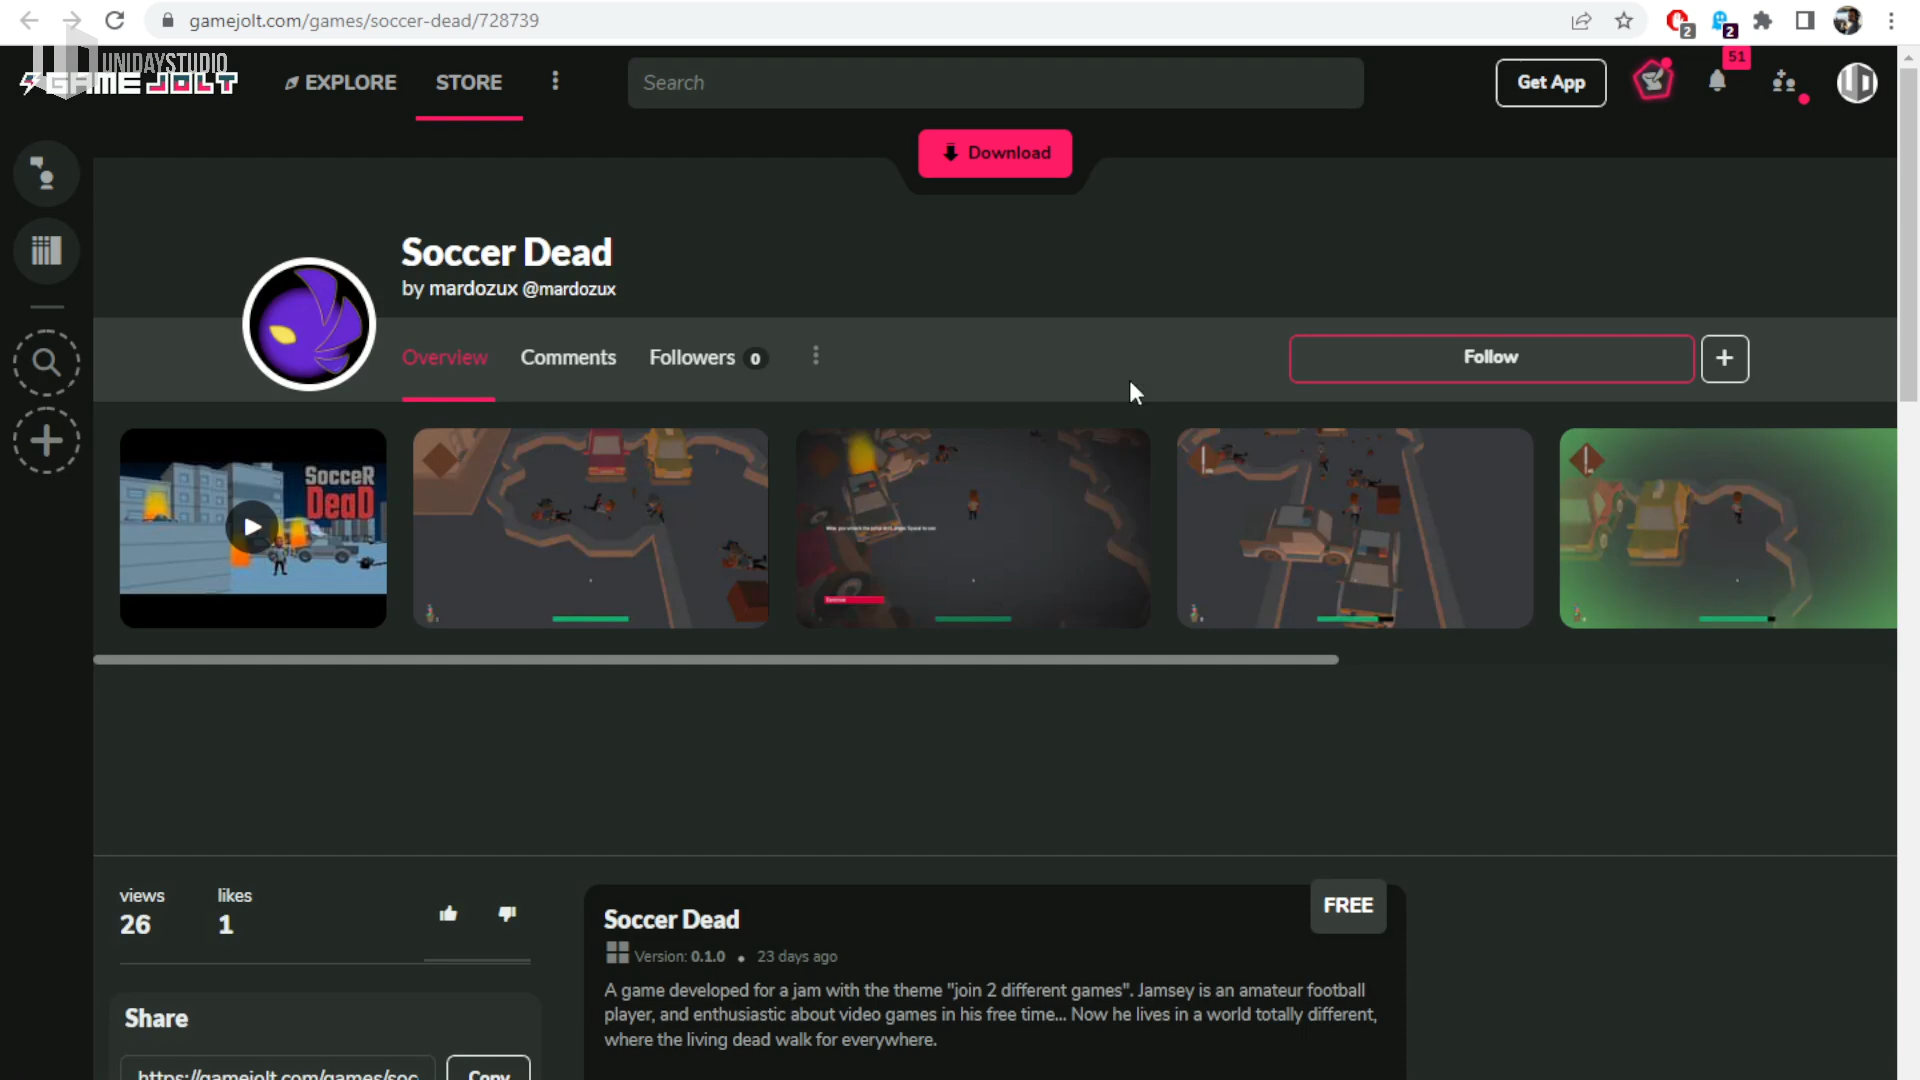 gamejolt.com/games/soccer-dead/728739
2
2
UNIDAYSTUDIO
GAME JOLT
EXPLORE
STORE
Search
Get App
51
Download
Soccer Dead
by mardozux @mardozux
Overview
Comments
Followers 0
Follow
SocceR
DeaD
views
26
likes
1
Soccer Dead
FREE
Version: 0.1.0 • 23 days ago
A game developed for a jam with the theme "join 2 different games". Jamsey is an amateur football
player, and enthusiastic about video games in his free time... Now he lives in a world totally different,
where the living dead walk for everywhere.
Share
https://gamejolt.com/games/soc
Copy